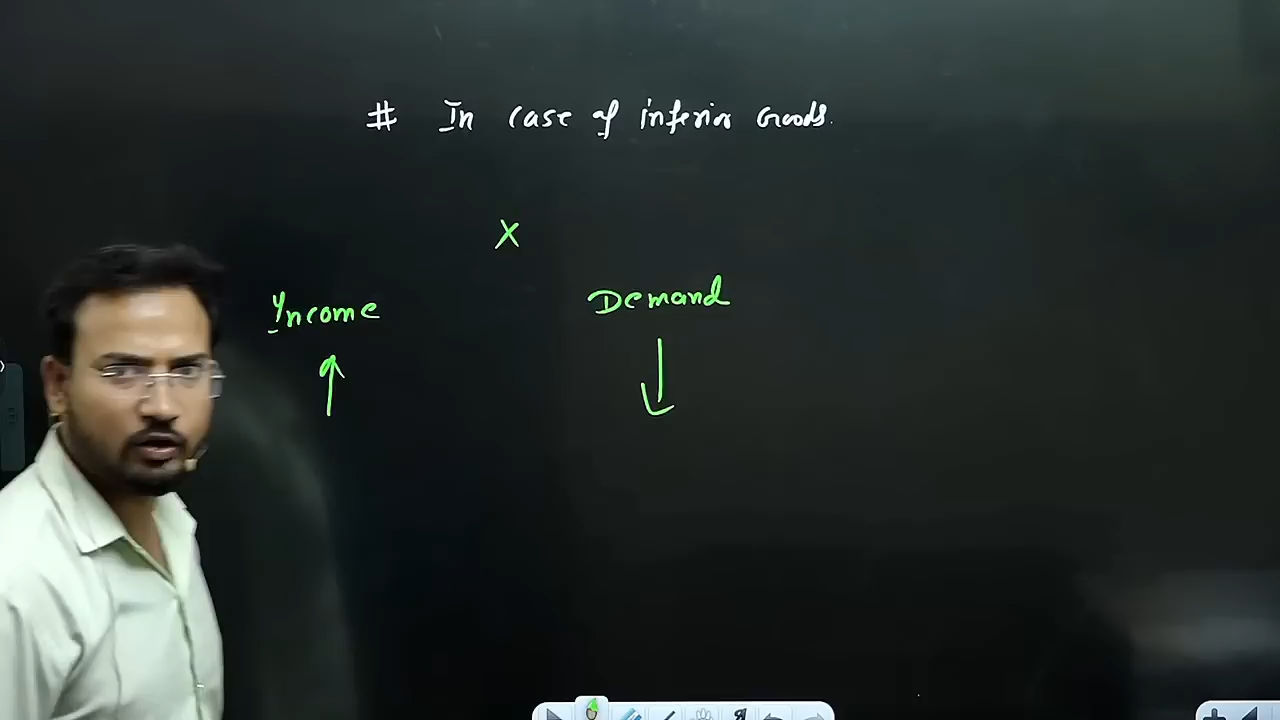 # In case of inferior Goods.
X
Income Demand
↑ ↓